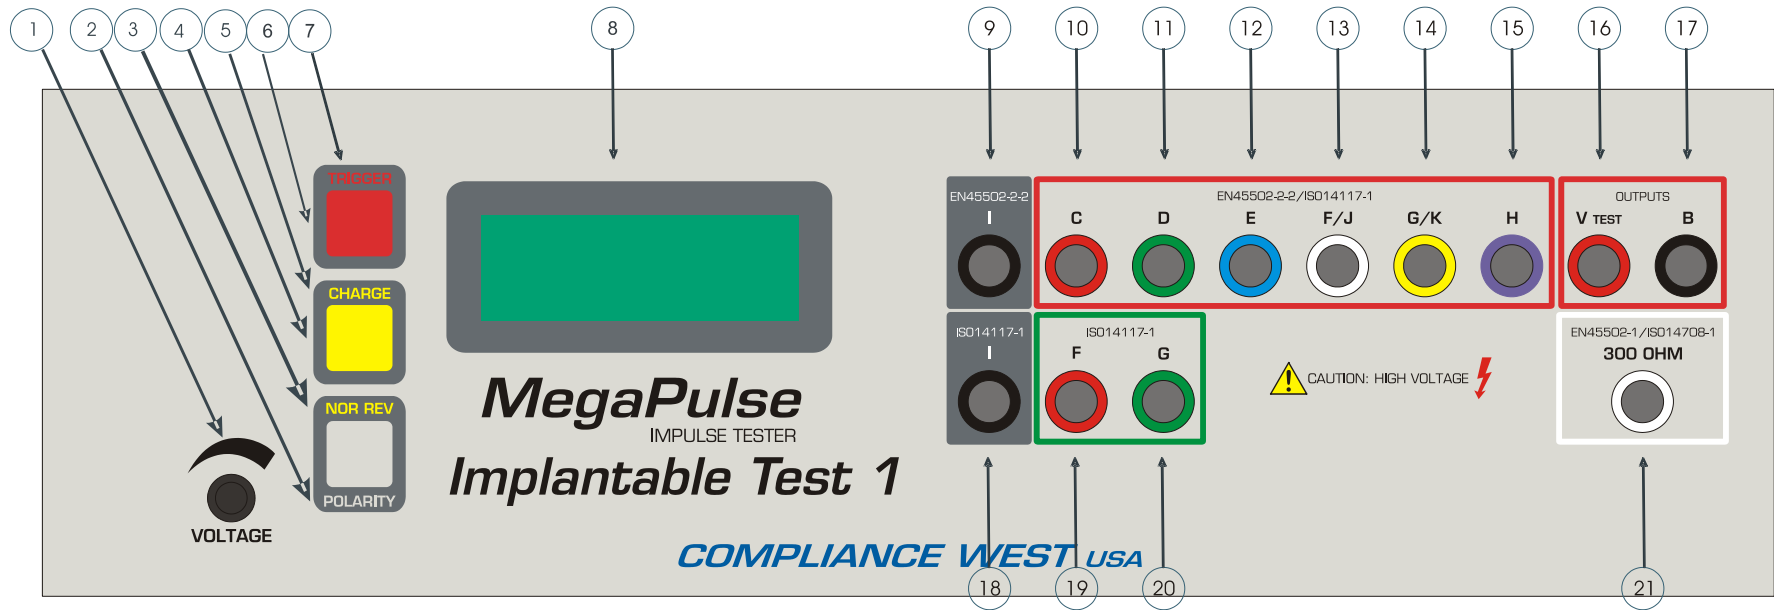 1 2 3 4 5 6 7 8 9 10 11 12 13 14 15 16 17
TRIGGER
CHARGE
NOR REV
POLARITY
VOLTAGE
MegaPulse
IMPULSE TESTER
Implantable Test 1
COMPLIANCE WEST USA
EN45502-2-2
I
EN45502-2-2/ISO14117-1
C D E F/J G/K H
OUTPUTS
V TEST B
ISO14117-1
I
ISO14117-1
F G
CAUTION: HIGH VOLTAGE
EN45502-1/ISO14708-1
300 OHM
18 19 20 21